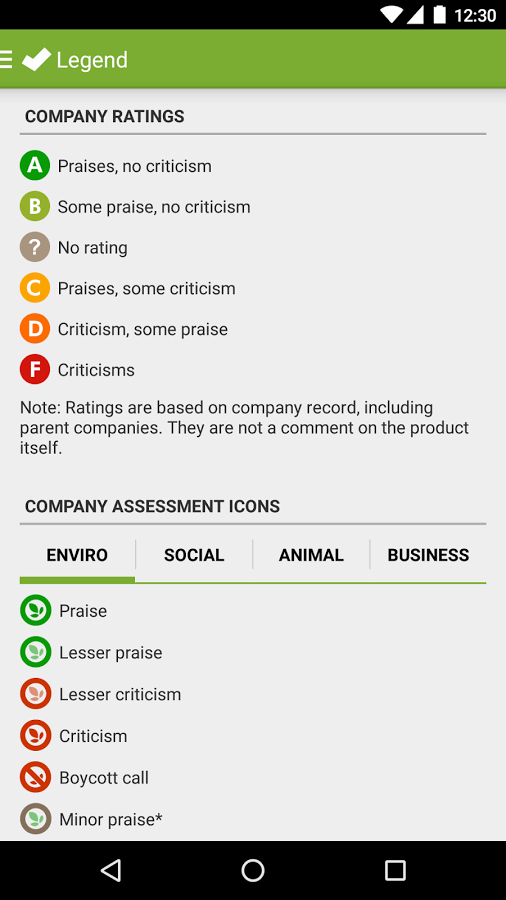 12:30
Legend
COMPANY RATINGS
A Praises, no criticism
B Some praise, no criticism
? No rating
C Praises, some criticism
D Criticism, some praise
F Criticisms
Note: Ratings are based on company record, including
parent companies. They are not a comment on the product
itself.
COMPANY ASSESSMENT ICONS
ENVIRO SOCIAL ANIMAL BUSINESS
Praise
Lesser praise
Lesser criticism
Criticism
Boycott call
Minor praise*